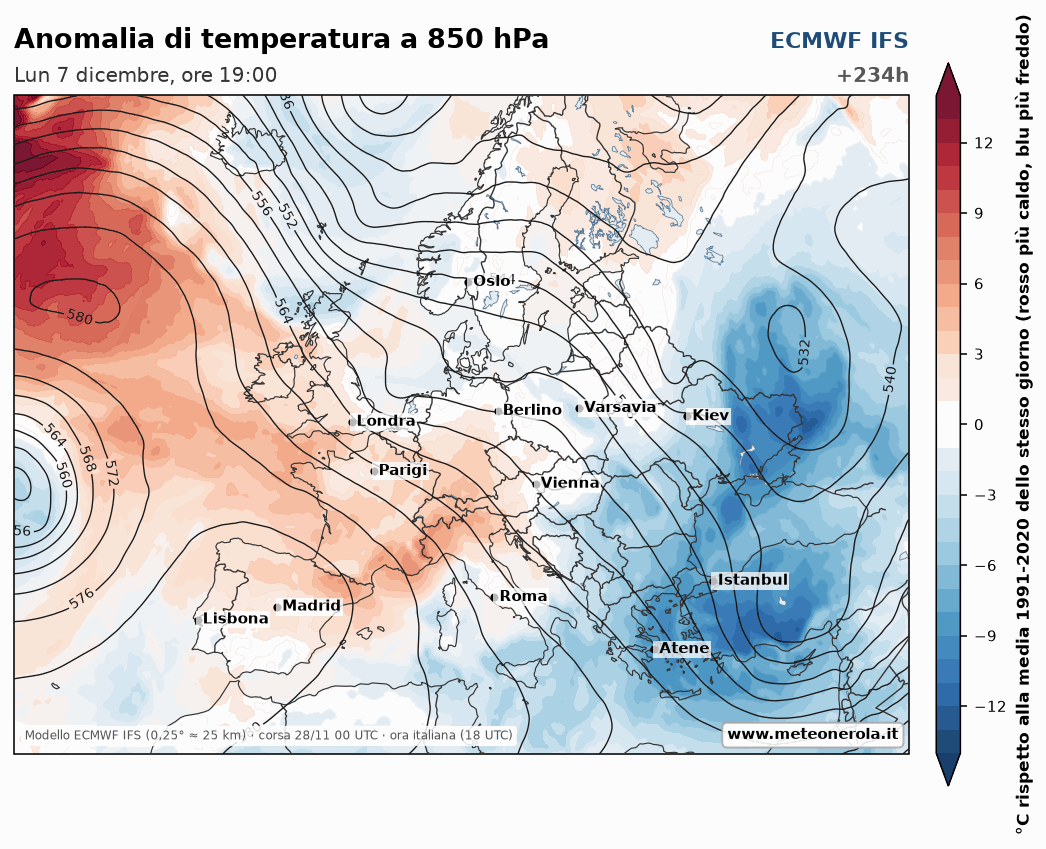 Anomalia di temperatura a 850 hPa
ECMWF IFS
Lun 7 dicembre, ore 19:00
+234h
556
552
564
580
532
540
564
560
568
572
576
Oslo
Berlino
Varsavia
Kiev
Londra
Parigi
Vienna
Istanbul
Roma
Madrid
Lisbona
Atene
Modello ECMWF IFS (0,25° ≈ 25 km) · corsa 28/11 00 UTC · ora italiana (18 UTC)
www.meteonerola.it
12
9
6
3
0
−3
−6
−9
−12
°C rispetto alla media 1991-2020 dello stesso giorno (rosso più caldo, blu più freddo)